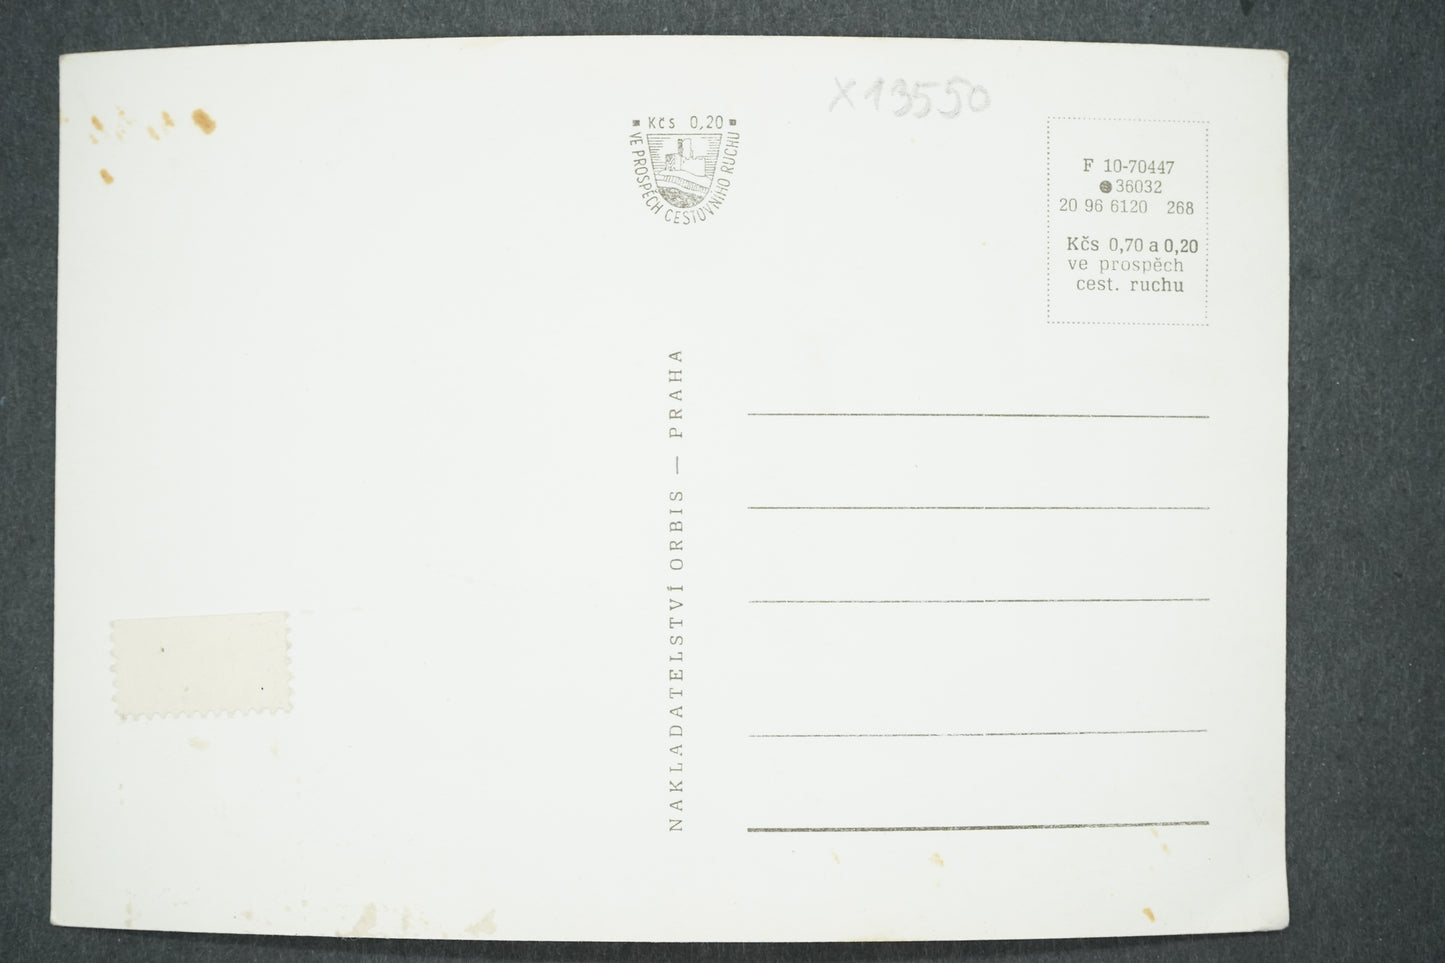 X 13550
Kčs 0,20
VE PROSPĚCH CESTOVNÍHO RUCHU
F 10-70447
36032
20 96 6120 268
Kčs 0,70 a 0,20
ve prospěch
cest. ruchu
NAKLADATELSTVÍ ORBIS — PRAHA